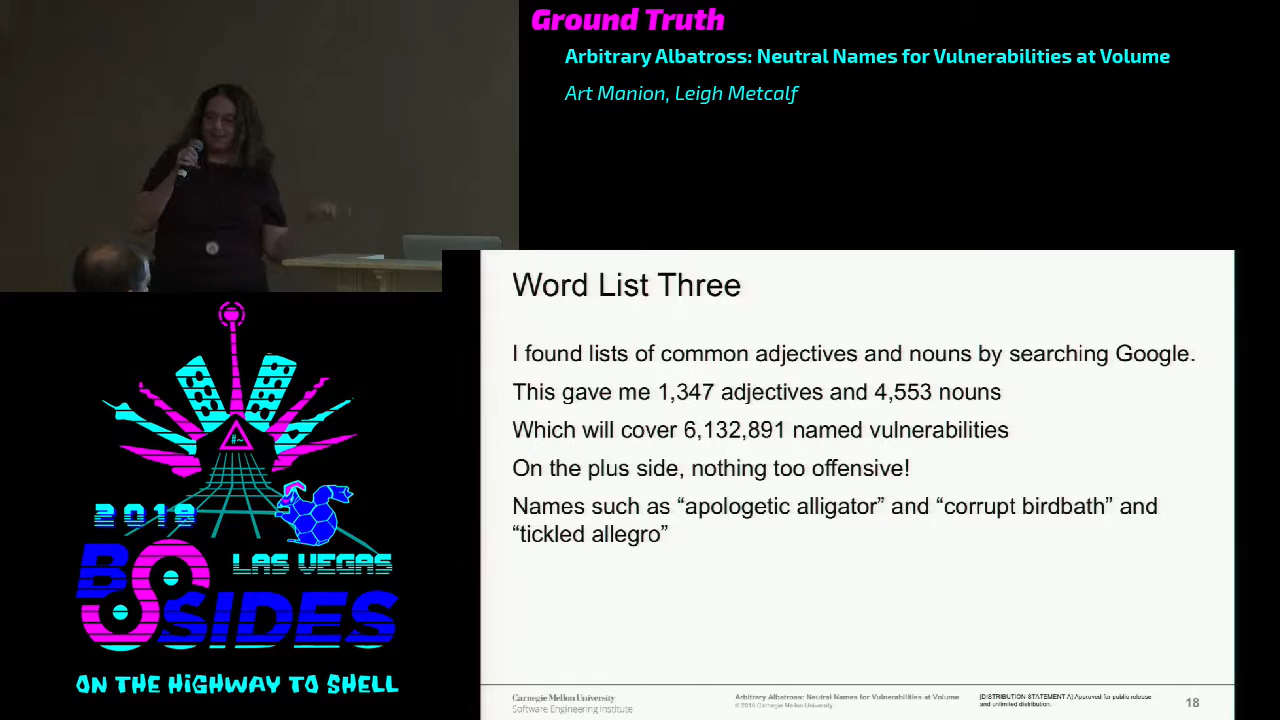 Ground Truth
Arbitrary Albatross: Neutral Names for Vulnerabilities at Volume
Art Manion, Leigh Metcalf
Word List Three
I found lists of common adjectives and nouns by searching Google.
This gave me 1,347 adjectives and 4,553 nouns
Which will cover 6,132,891 named vulnerabilities
On the plus side, nothing too offensive!
Names such as “apologetic alligator” and “corrupt birdbath” and
“tickled allegro”
#~
2019
LAS VEGAS
BSIDES
ON THE HiGHWAY TO SHELL
Carnegie Mellon University
Software Engineering Institute
Arbitrary Albatross: Neutral Names for Vulnerabilities at Volume
© 2019 Carnegie Mellon University
[DISTRIBUTION STATEMENT A] Approved for public release
and unlimited distribution.
18